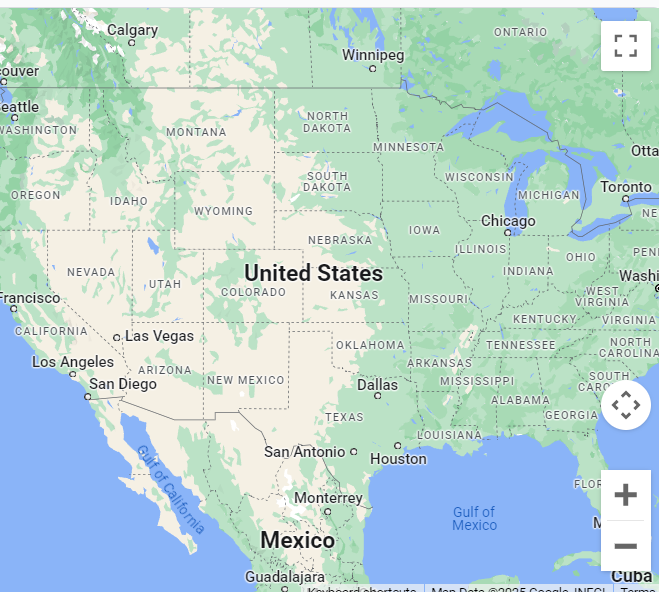 Calgary
ONTARIO
Winnipeg
couver
eattle
WASHINGTON
NORTH
DAKOTA
MONTANA
MINNESOTA
Otta
SOUTH
DAKOTA
WISCONSIN
MICHIGAN
Toronto
OREGON
IDAHO
WYOMING
NE
Chicago
IOWA
NEBRASKA
ILLINOIS
OHIO
PEN
INDIANA
United States
NEVADA
UTAH
COLORADO
KANSAS
MISSOURI
Washi
WEST
VIRGINIA
Francisco
KENTUCKY
VIRGINIA
CALIFORNIA
Las Vegas
OKLAHOMA
TENNESSEE
NORTH
CAROLINA
Los Angeles
ARIZONA
ARKANSAS
San Diego
NEW MEXICO
Dallas
MISSISSIPPI
SOUTH
CARO
ALABAMA
TEXAS
GEORGIA
LOUISIANA
San Antonio
Houston
Gulf of California
FLOR
Monterrey
Gulf of
Mexico
M
Mexico
Guadalajara
Cuba
Keyboard shortcuts
Map Data ©2025 Google, INEGI
Terms